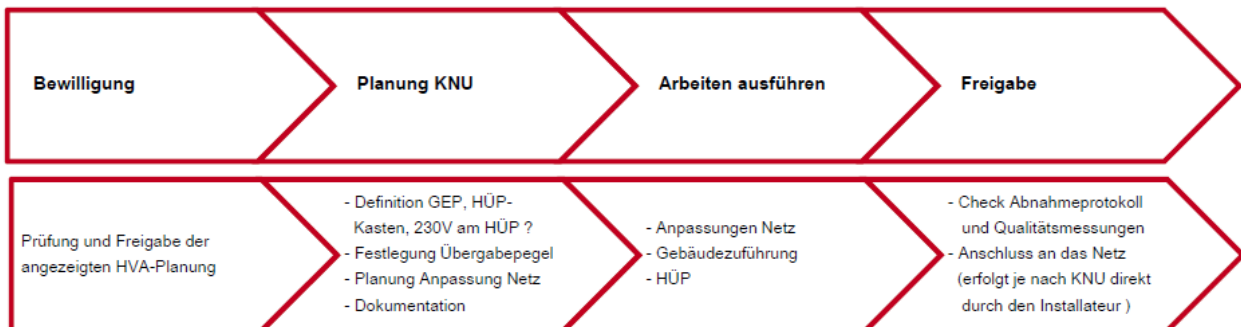 Bewilligung
Planung KNU
Arbeiten ausführen
Freigabe
Prüfung und Freigabe der
angezeigten HVA-Planung
- Definition GEP, HÜP-
Kasten, 230V am HÜP ?
- Festlegung Übergabepegel
- Planung Anpassung Netz
- Dokumentation
- Anpassungen Netz
- Gebäudezuführung
- HÜP
- Check Abnahmeprotokoll
und Qualitätsmessungen
- Anschluss an das Netz
(erfolgt je nach KNU direkt
durch den Installateur )